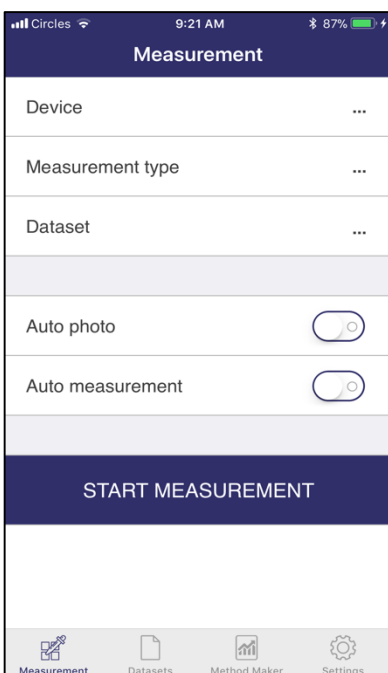 Circles 9:21 AM 87%
Measurement
Device ...
Measurement type ...
Dataset ...
Auto photo
Auto measurement
START MEASUREMENT
Measurement Datasets Method Maker Settings